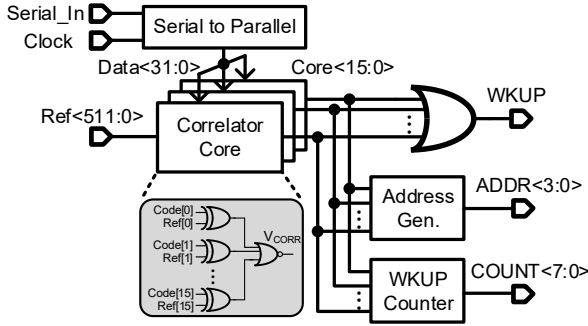 Serial_In
Serial to Parallel
Clock
Data<31:0>
Core<15:0>
WKUP
Ref<511:0>
Correlator
Core
Address
Gen.
ADDR<3:0>
Code[0]
Ref[0]
VCORR
Code[1]
Ref[1]
Code[15]
Ref[15]
WKUP
Counter
COUNT<7:0>